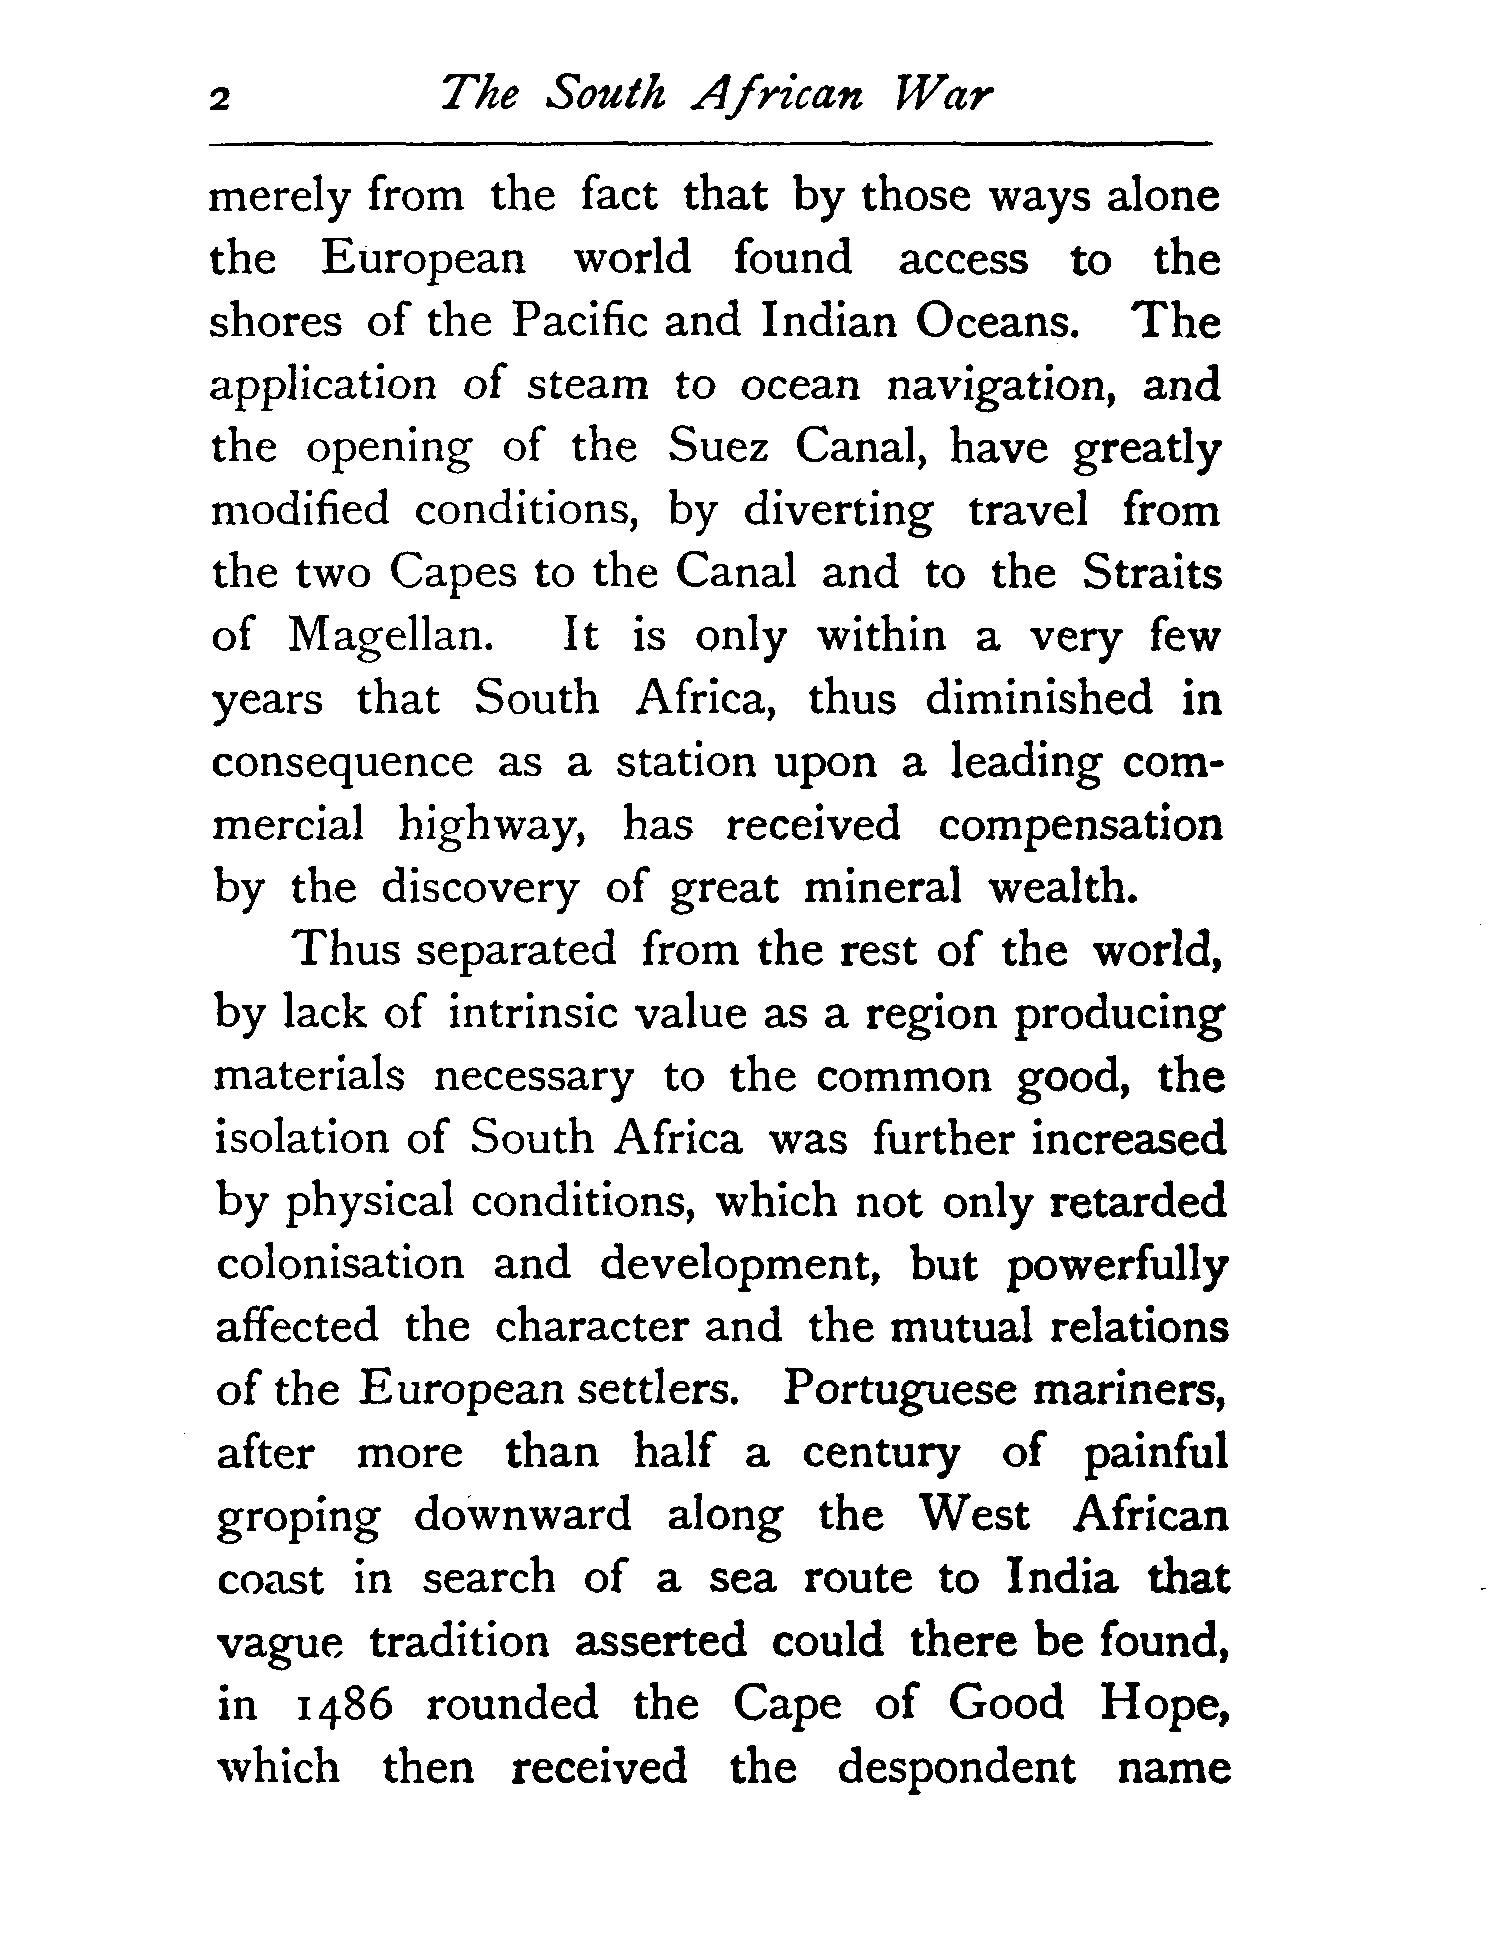 2 The South African War
merely from the fact that by those ways alone
the European world found access to the
shores of the Pacific and Indian Oceans. The
application of steam to ocean navigation, and
the opening of the Suez Canal, have greatly
modified conditions, by diverting travel from
the two Capes to the Canal and to the Straits
of Magellan. It is only within a very few
years that South Africa, thus diminished in
consequence as a station upon a leading com-
mercial highway, has received compensation
by the discovery of great mineral wealth.
Thus separated from the rest of the world,
by lack of intrinsic value as a region producing
materials necessary to the common good, the
isolation of South Africa was further increased
by physical conditions, which not only retarded
colonisation and development, but powerfully
affected the character and the mutual relations
of the European settlers. Portuguese mariners,
after more than half a century of painful
groping downward along the West African
coast in search of a sea route to India that
vague tradition asserted could there be found,
in 1486 rounded the Cape of Good Hope,
which then received the despondent name